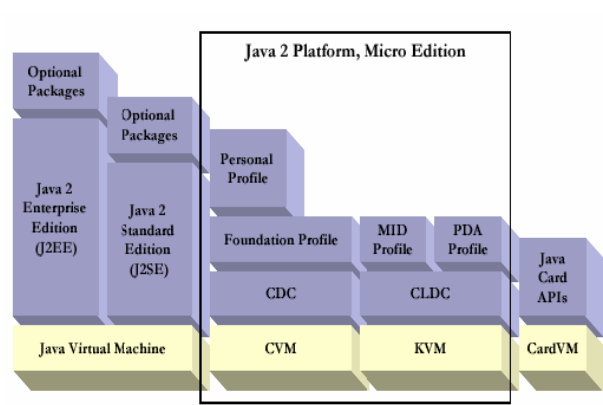 Java 2 Platform, Micro Edition
Optional
Packages
Optional
Packages
Personal
Profile
Java 2
Enterprise
Edition
(J2EE)
Java 2
Standard
Edition
(J2SE)
Foundation Profile
MID
Profile
PDA
Profile
Java
Card
APIs
CDC
CLDC
Java Virtual Machine
CVM
KVM
CardVM